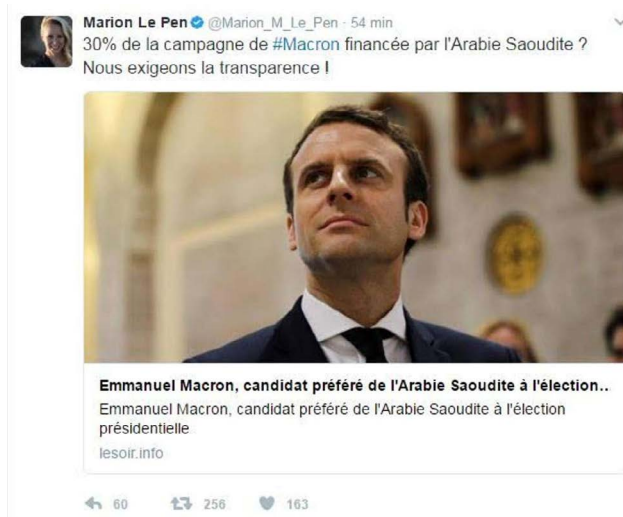 Marion Le Pen @Marion_M_Le_Pen · 54 min
30% de la campagne de #Macron financée par l'Arabie Saoudite ?
Nous exigeons la transparence !
Emmanuel Macron, candidat préféré de l'Arabie Saoudite à l'élection..
Emmanuel Macron, candidat préféré de l'Arabie Saoudite à l'élection
présidentielle
lesoir.info
60 256 163